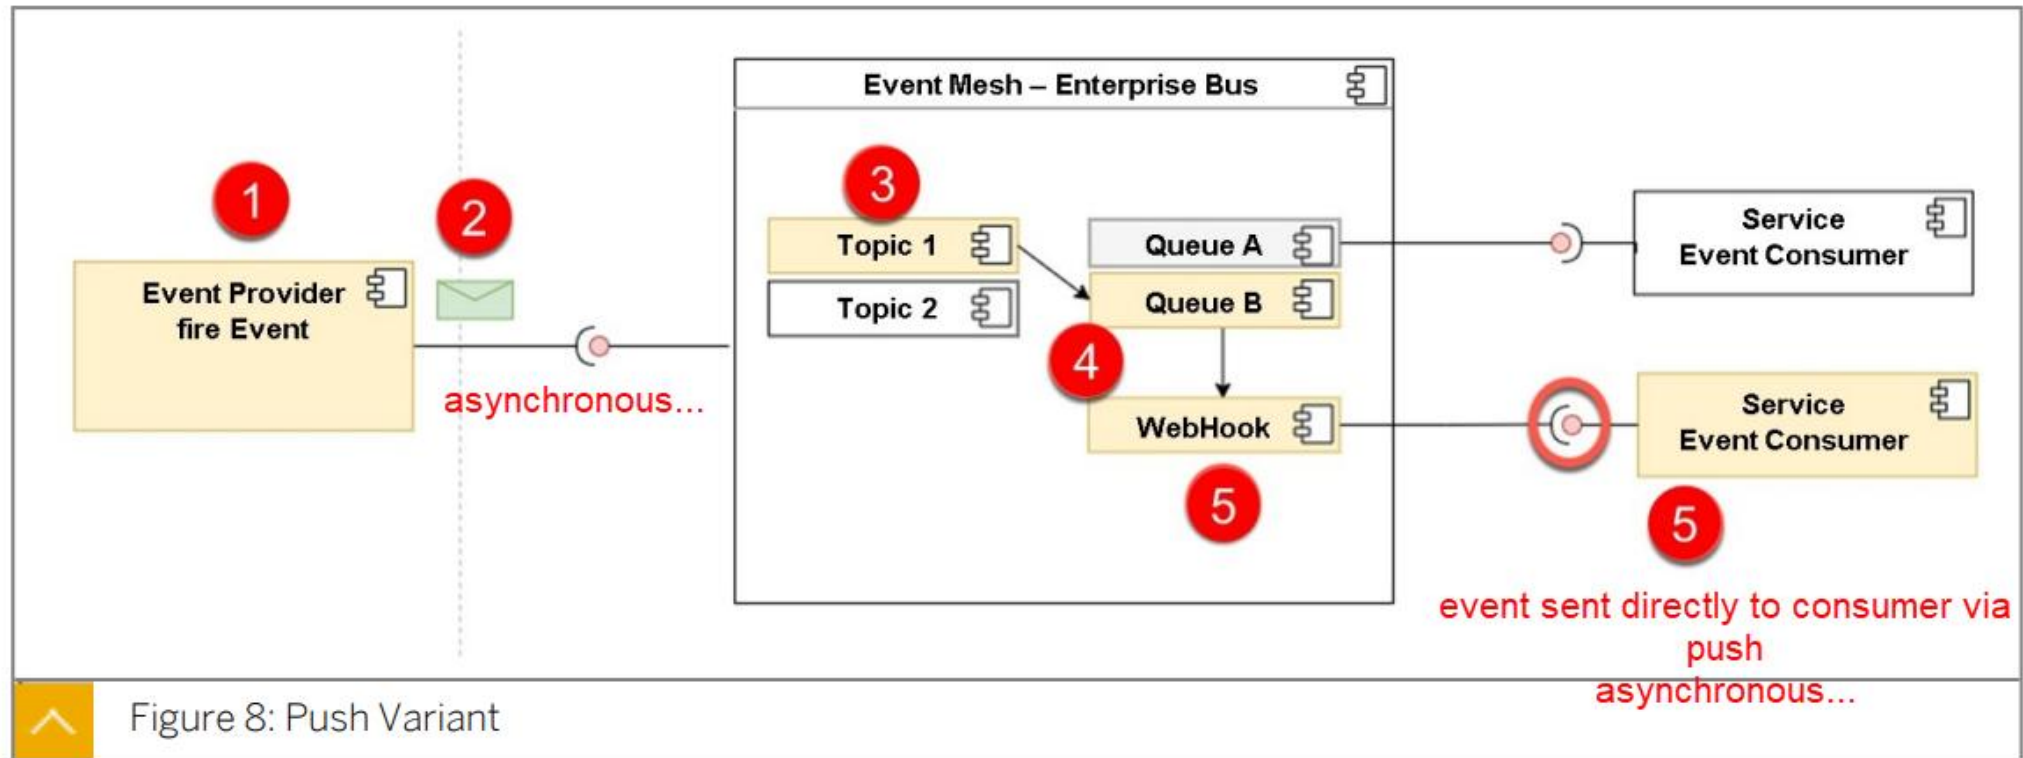 Event Mesh – Enterprise Bus
1
2
3
Event Provider
fire Event
asynchronous...
Topic 1
Topic 2
Queue A
Queue B
4
WebHook
5
Service
Event Consumer
Service
Event Consumer
5
event sent directly to consumer via
push
asynchronous...
Figure 8: Push Variant